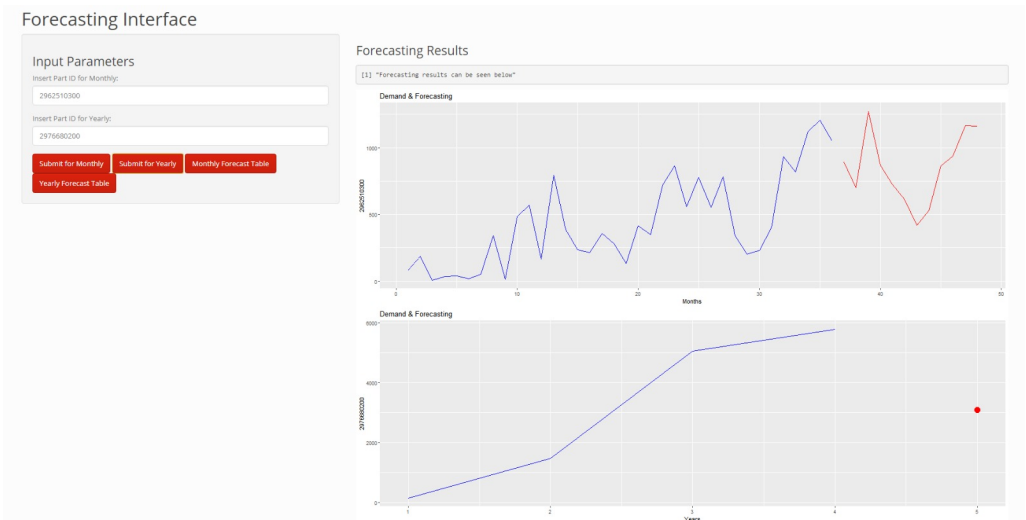 Forecasting Interface
Input Parameters
Insert Part ID for Monthly:
2962510300
Insert Part ID for Yearly:
2976680200
Submit for Monthly
Submit for Yearly
Monthly Forecast Table
Yearly Forecast Table
Forecasting Results
[1] "Forecasting results can be seen below"
Demand & Forecasting
2962510300
1000
500
0
0 10 20 30 40 50
Months
Demand & Forecasting
2976680200
6000
4000
2000
0
1 2 3 4 5
Years